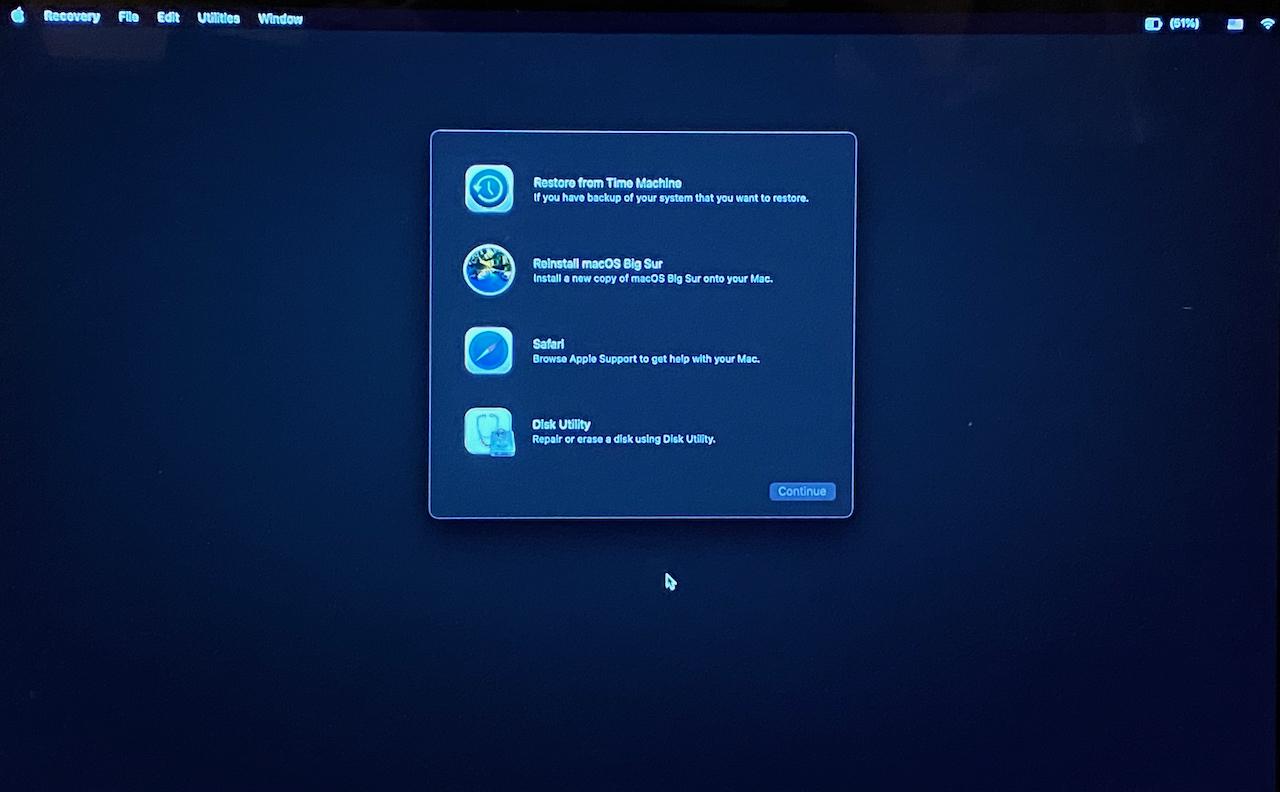 Recovery File Edit Utilities Window (51%)
Restore from Time Machine
If you have backup of your system that you want to restore.
Reinstall macOS Big Sur
Install a new copy of macOS Big Sur onto your Mac.
Safari
Browse Apple Support to get help with your Mac.
Disk Utility
Repair or erase a disk using Disk Utility.
Continue